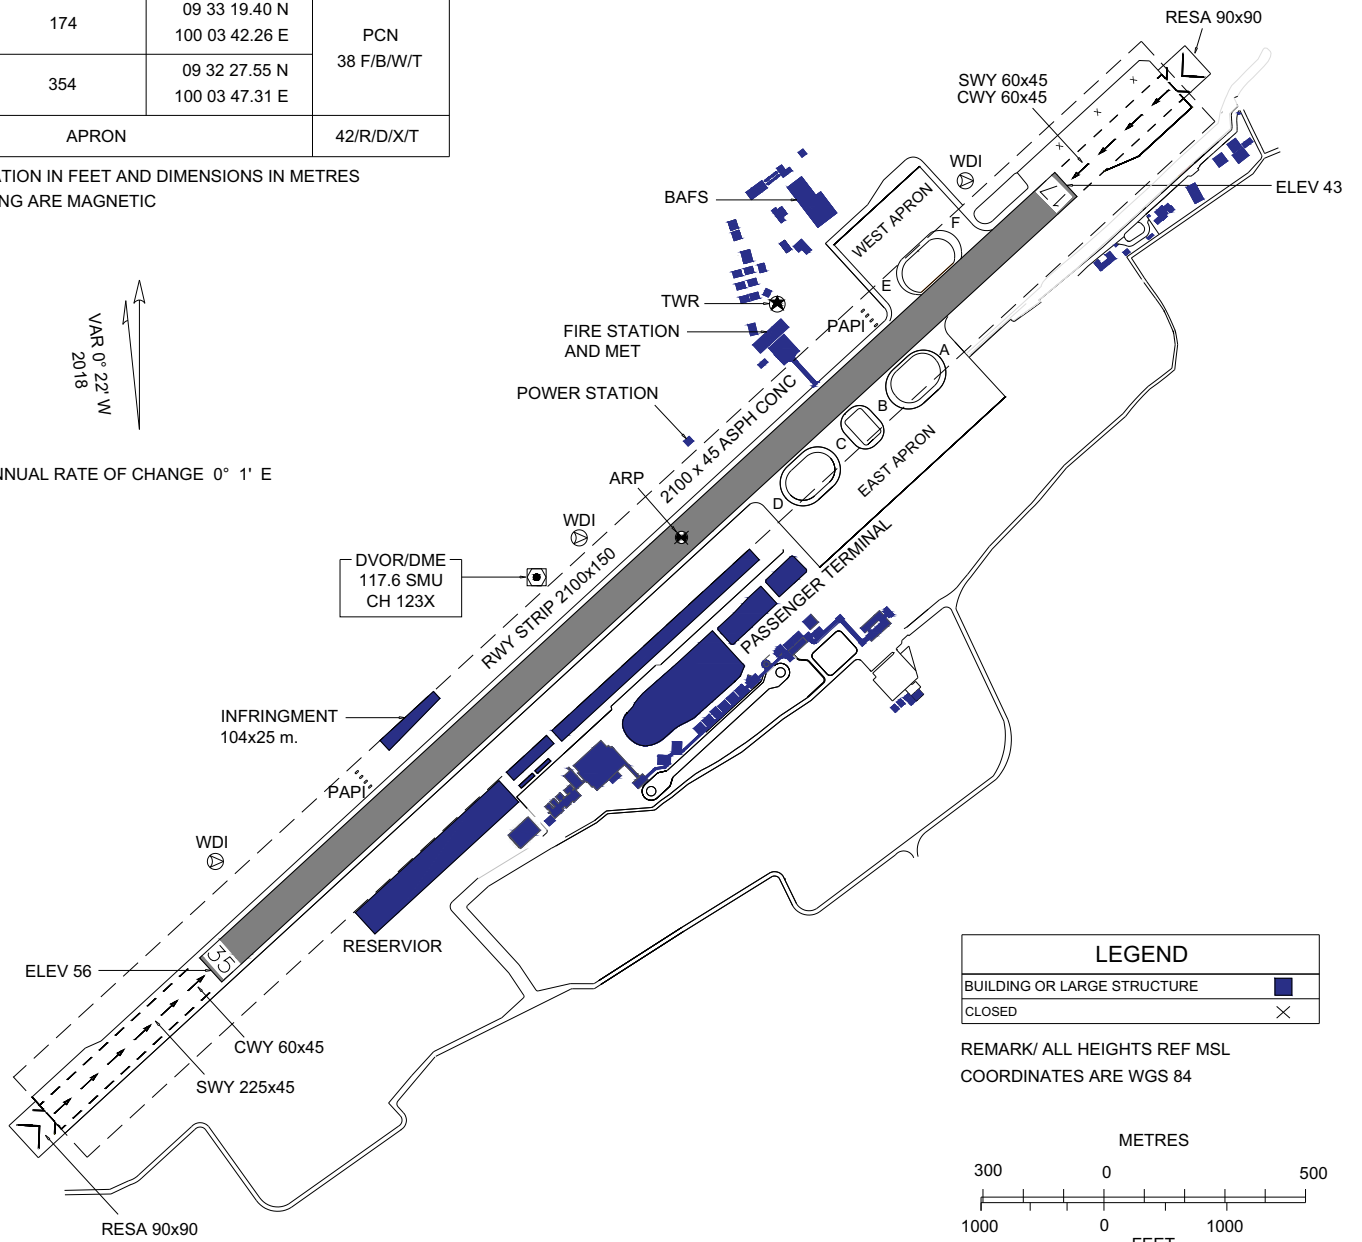 174
09 33 19.40 N
100 03 42.26 E
PCN
38 F/B/W/T
354
09 32 27.55 N
100 03 47.31 E
APRON
42/R/D/X/T
ATION IN FEET AND DIMENSIONS IN METRES
NG ARE MAGNETIC
VAR 0° 22' W
2018
NNUAL RATE OF CHANGE 0° 1' E
RESA 90x90
SWY 60x45
CWY 60x45
WDI
ELEV 43
17
BAFS
WEST APRON
F
E
TWR
PAPI
FIRE STATION
AND MET
A
B
C
D
POWER STATION
2100 x 45 ASPH CONC
EAST APRON
ARP
WDI
DVOR/DME
117.6 SMU
CH 123X
RWY STRIP 2100x150
PASSENGER TERMINAL
INFRINGMENT
104x25 m.
PAPI
WDI
RESERVIOR
35
ELEV 56
CWY 60x45
SWY 225x45
RESA 90x90
LEGEND
BUILDING OR LARGE STRUCTURE
CLOSED
REMARK/ ALL HEIGHTS REF MSL
COORDINATES ARE WGS 84
METRES
300 0 500
1000 0 1000
FEET